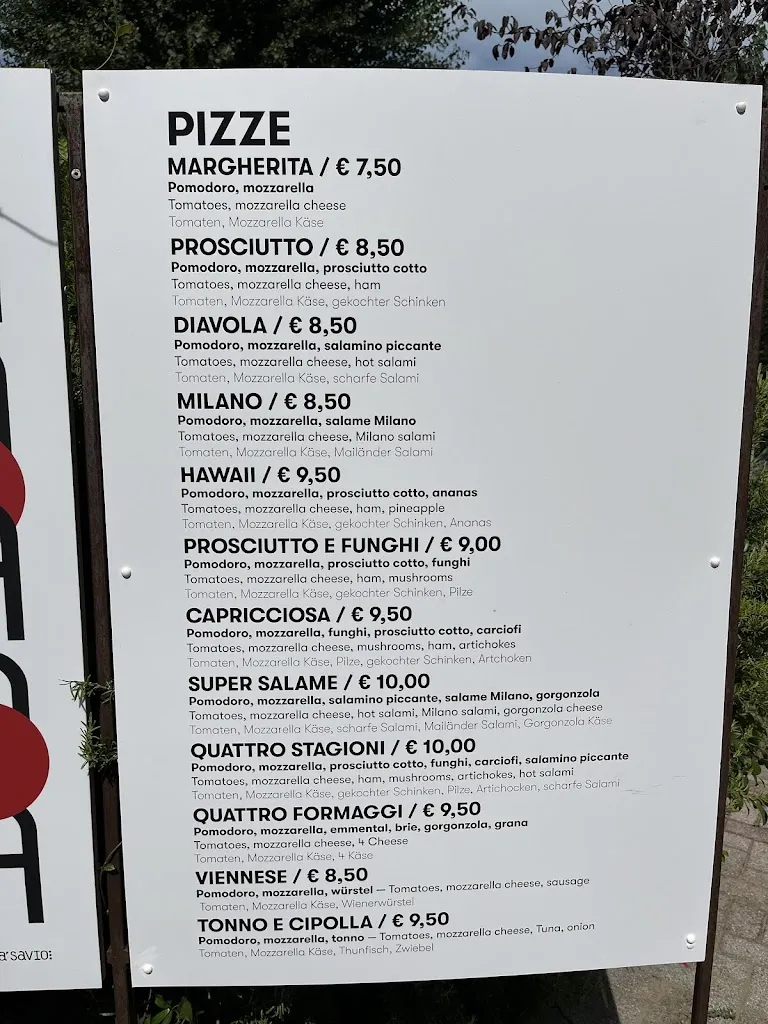 PIZZE
MARGHERITA / € 7,50
Pomodoro, mozzarella
Tomatoes, mozzarella cheese
Tomaten, Mozzarella Käse
PROSCIUTTO / € 8,50
Pomodoro, mozzarella, prosciutto cotto
Tomatoes, mozzarella cheese, ham
Tomaten, Mozzarella Käse, gekochter Schinken
DIAVOLA / € 8,50
Pomodoro, mozzarella, salamino piccante
Tomatoes, mozzarella cheese, hot salami
Tomaten, Mozzarella Käse, scharfe Salami
MILANO / € 8,50
Pomodoro, mozzarella, salame Milano
Tomatoes, mozzarella cheese, Milano salami
Tomaten, Mozzarella Käse, Mailänder Salami
HAWAII / € 9,50
Pomodoro, mozzarella, prosciutto cotto, ananas
Tomatoes, mozzarella cheese, ham, pineapple
Tomaten, Mozzarella Käse, gekochter Schinken, Ananas
PROSCIUTTO E FUNGHI / € 9,00
Pomodoro, mozzarella, prosciutto cotto, funghi
Tomatoes, mozzarella cheese, ham, mushrooms
Tomaten, Mozzarella Käse, gekochter Schinken, Pilze
CAPRICCIOSA / € 9,50
Pomodoro, mozzarella, funghi, prosciutto cotto, carciofi
Tomatoes, mozzarella cheese, mushrooms, ham, artichokes
Tomaten, Mozzarella Käse, Pilze, gekochter Schinken, Artchoken
SUPER SALAME / € 10,00
Pomodoro, mozzarella, salamino piccante, salame Milano, gorgonzola
Tomatoes, mozzarella cheese, hot salami, Milano salami, gorgonzola cheese
Tomaten, Mozzarella Käse, scharfe Salami, Mailänder Salami, Gorgonzola Käse
QUATTRO STAGIONI / € 10,00
Pomodoro, mozzarella, prosciutto cotto, funghi, carciofi, salamino piccante
Tomatoes, mozzarella cheese, ham, mushrooms, artichokes, hot salami
Tomaten, Mozzarella Käse, gekochter Schinken, Pilze, Artichocken, scharfe Salami
QUATTRO FORMAGGI / € 9,50
Pomodoro, mozzarella, emmental, brie, gorgonzola, grana
Tomatoes, mozzarella cheese, 4 Cheese
Tomaten, Mozzarella Käse, 4 Käse
VIENNESE / € 8,50
Pomodoro, mozzarella, würstel — Tomatoes, mozzarella cheese, sausage
Tomaten, Mozzarella Käse, Wienerwürstel
TONNO E CIPOLLA / € 9,50
Pomodoro, mozzarella, tonno — Tomatoes, mozzarella cheese, Tuna, onion
Tomaten, Mozzarella Käse, Thunfisch, Zwiebel